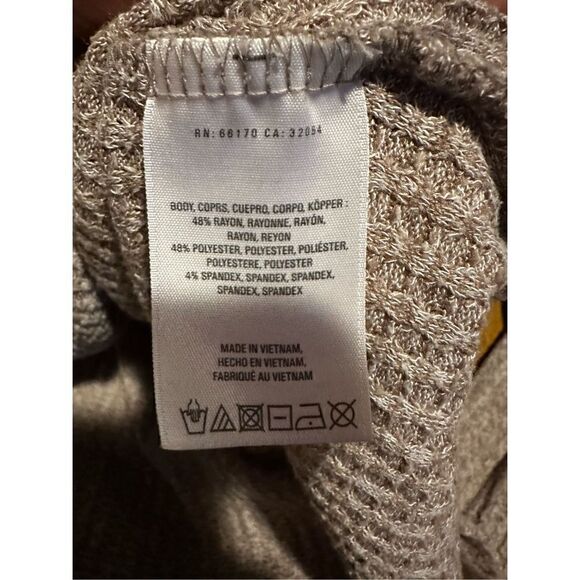 RN: 66170 CA: 32054
BODY, COPRS, CUEPRO, CORPO, KÖPPER :
48% RAYON, RAYONNE, RAYÓN,
RAYON, REYON
48% POLYESTER, POLYESTER, POLIÉSTER,
POLYESTERE, POLYESTER
4% SPANDEX, SPANDEX, SPANDEX,
SPANDEX, SPANDEX
MADE IN VIETNAM,
HECHO EN VIETNAM,
FABRIQUÉ AU VIETNAM